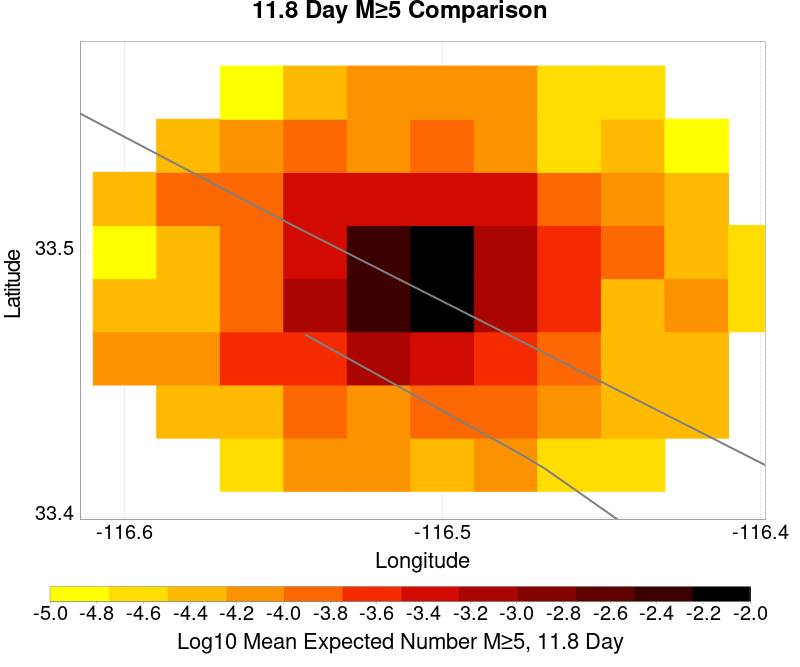 11.8 Day M≥5 Comparison
Latitude
33.5
33.4
-116.6 -116.5 -116.4
Longitude
-5.0 -4.8 -4.6 -4.4 -4.2 -4.0 -3.8 -3.6 -3.4 -3.2 -3.0 -2.8 -2.6 -2.4 -2.2 -2.0
Log10 Mean Expected Number M≥5, 11.8 Day